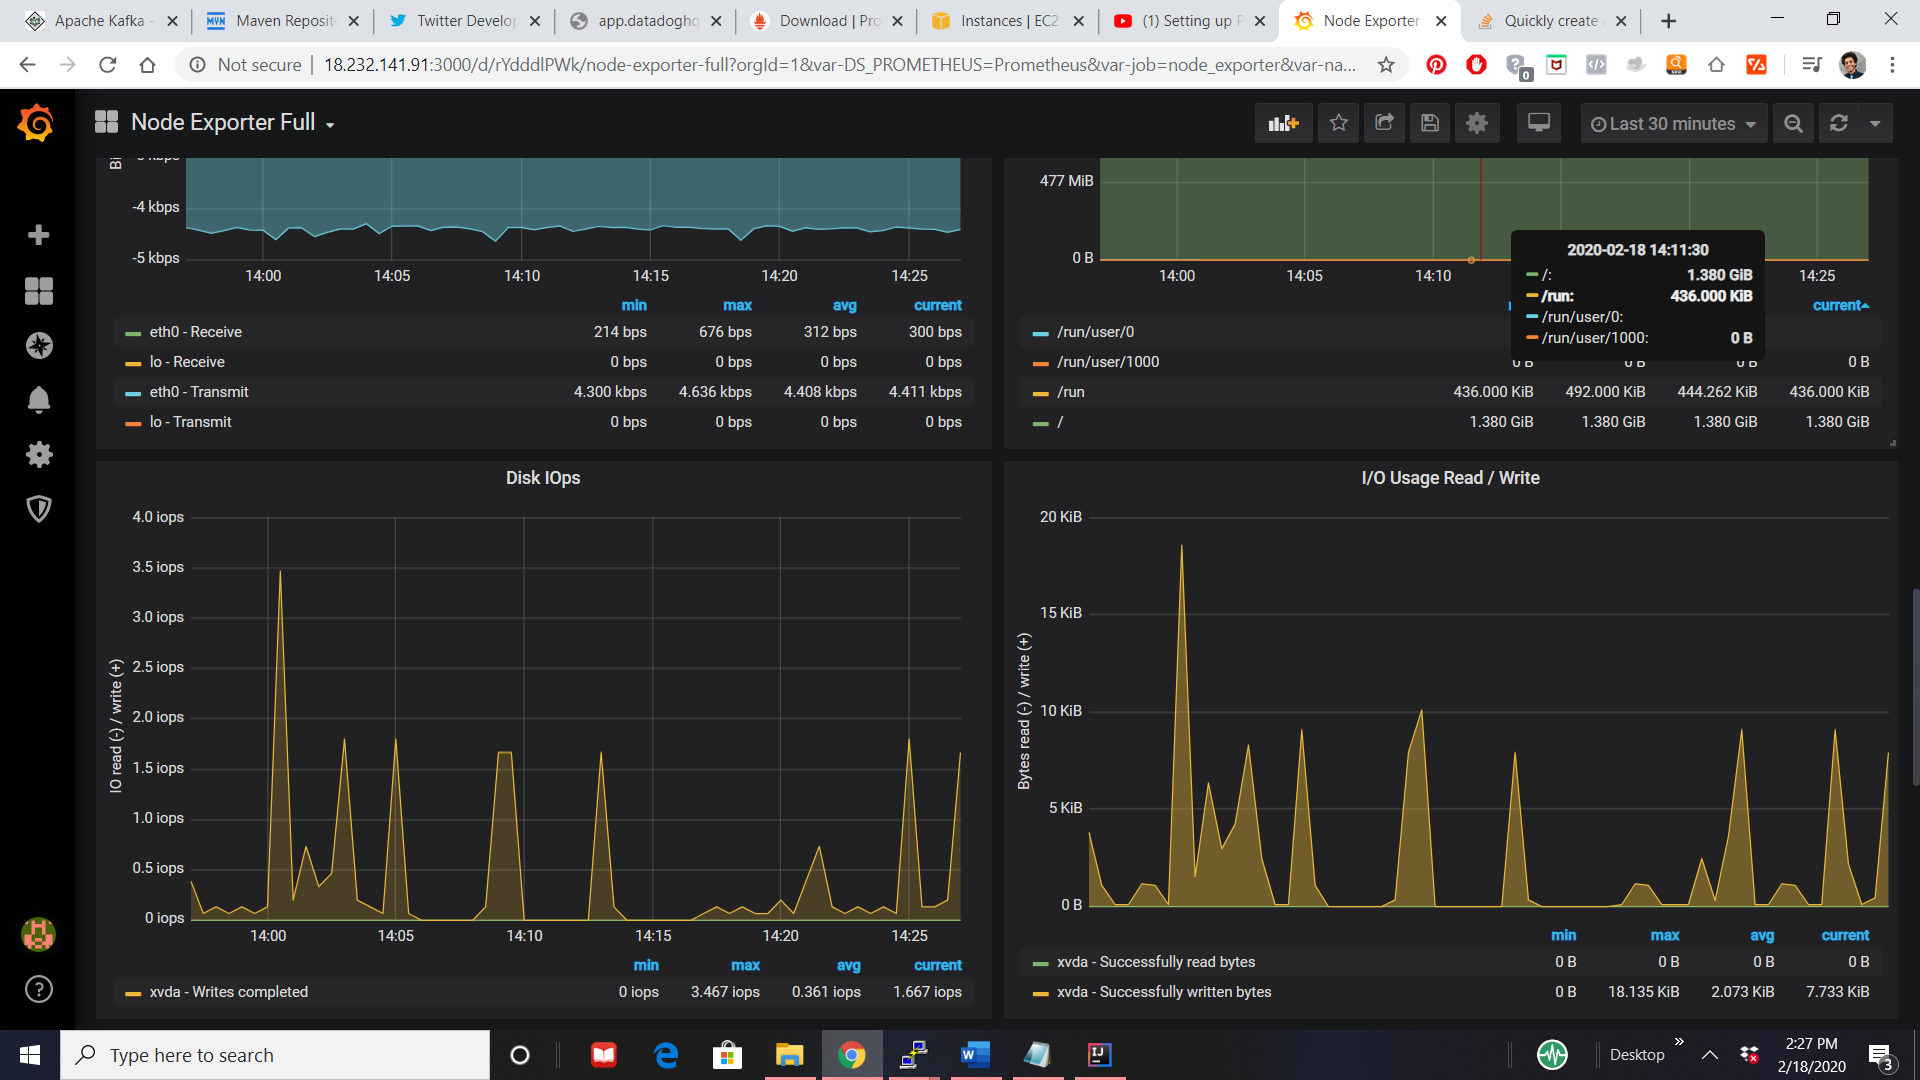 Apache Kafka -
Maven Reposito
Twitter Develop
app.datadoghq
Download | Pro
Instances | EC2
(1) Setting up P
Node Exporter
Quickly create
Not secure | 18.232.141.91:3000/d/rYdddlPWk/node-exporter-full?orgId=1&var-DS_PROMETHEUS=Prometheus&var-job=node_exporter&var-na...
Node Exporter Full
Last 30 minutes
-4 kbps
-5 kbps
14:00 14:05 14:10 14:15 14:20 14:25
min max avg current
eth0 - Receive 214 bps 676 bps 312 bps 300 bps
lo - Receive 0 bps 0 bps 0 bps 0 bps
eth0 - Transmit 4.300 kbps 4.636 kbps 4.408 kbps 4.411 kbps
lo - Transmit 0 bps 0 bps 0 bps 0 bps
477 MiB
0 B
14:00 14:05 14:10 14:25
2020-02-18 14:11:30
/: 1.380 GiB
/run: 436.000 KiB
/run/user/0:
/run/user/1000: 0 B
current
/run/user/0
/run/user/1000 0 B 0 B 0 B 0 B
/run 436.000 KiB 492.000 KiB 444.262 KiB 436.000 KiB
/ 1.380 GiB 1.380 GiB 1.380 GiB 1.380 GiB
Disk IOps
IO read (-) / write (+)
4.0 iops
3.5 iops
3.0 iops
2.5 iops
2.0 iops
1.5 iops
1.0 iops
0.5 iops
0 iops
14:00 14:05 14:10 14:15 14:20 14:25
min max avg current
xvda - Writes completed 0 iops 3.467 iops 0.361 iops 1.667 iops
I/O Usage Read / Write
Bytes read (-) / write (+)
20 KiB
15 KiB
10 KiB
5 KiB
0 B
min max avg current
xvda - Successfully read bytes 0 B 0 B 0 B 0 B
xvda - Successfully written bytes 0 B 18.135 KiB 2.073 KiB 7.733 KiB
Type here to search
Desktop
2:27 PM
2/18/2020
3